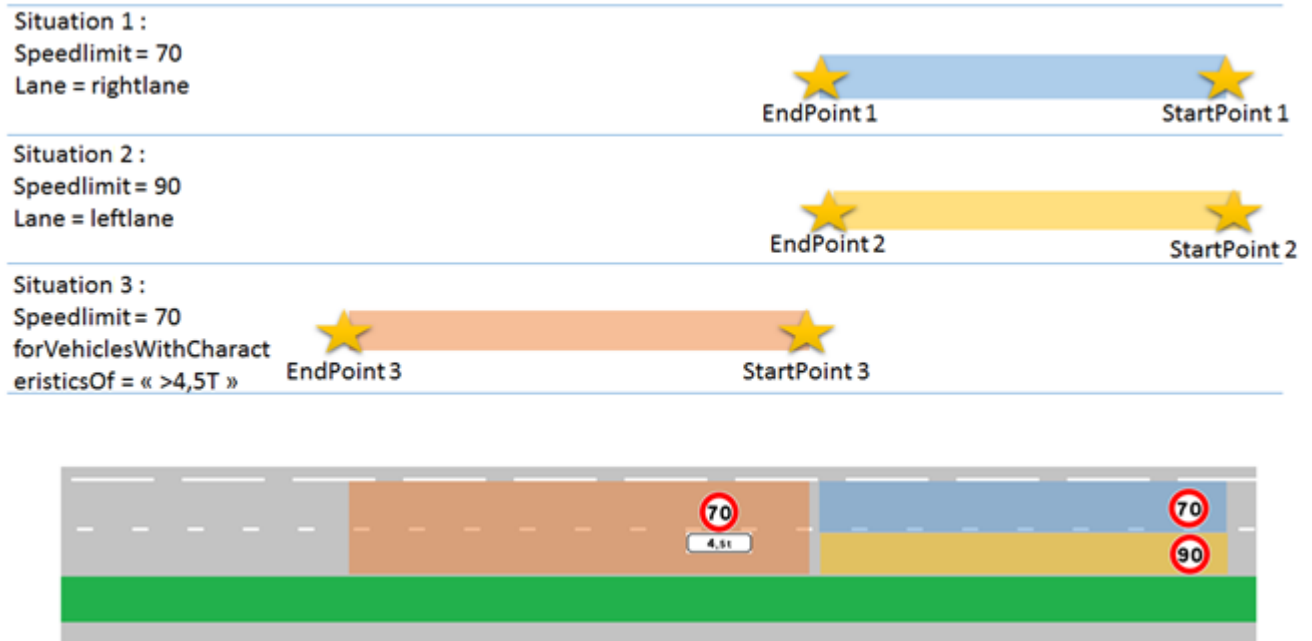 Situation 1 :
Speedlimit = 70
Lane = rightlane
EndPoint 1
StartPoint 1
Situation 2 :
Speedlimit = 90
Lane = leftlane
EndPoint 2
StartPoint 2
Situation 3 :
Speedlimit = 70
forVehiclesWithCharact
eristicsOf = « >4,5T »
EndPoint 3
StartPoint 3
70
4,5t
70
90